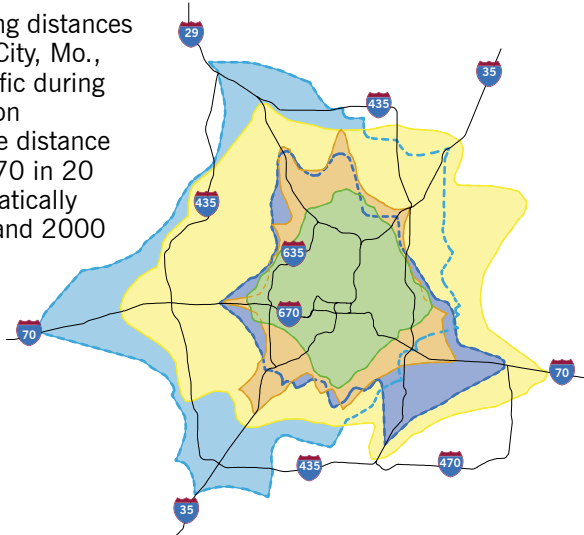 ng distances
City, Mo.,
fic during
on
e distance
70 in 20
atically
and 2000
29
35
435
435
635
670
70
70
435
470
35